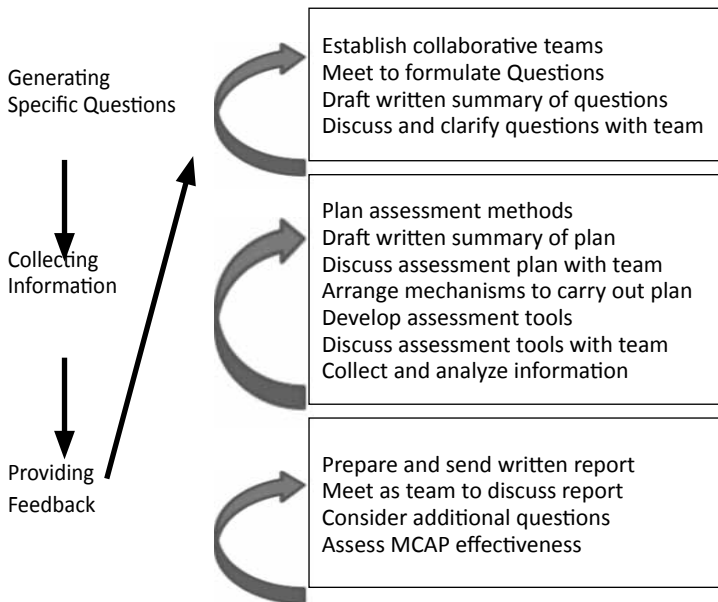 Generating
Specific Questions
Establish collaborative teams
Meet to formulate Questions
Draft written summary of questions
Discuss and clarify questions with team
Collecting
Information
Plan assessment methods
Draft written summary of plan
Discuss assessment plan with team
Arrange mechanisms to carry out plan
Develop assessment tools
Discuss assessment tools with team
Collect and analyze information
Providing
Feedback
Prepare and send written report
Meet as team to discuss report
Consider additional questions
Assess MCAP effectiveness